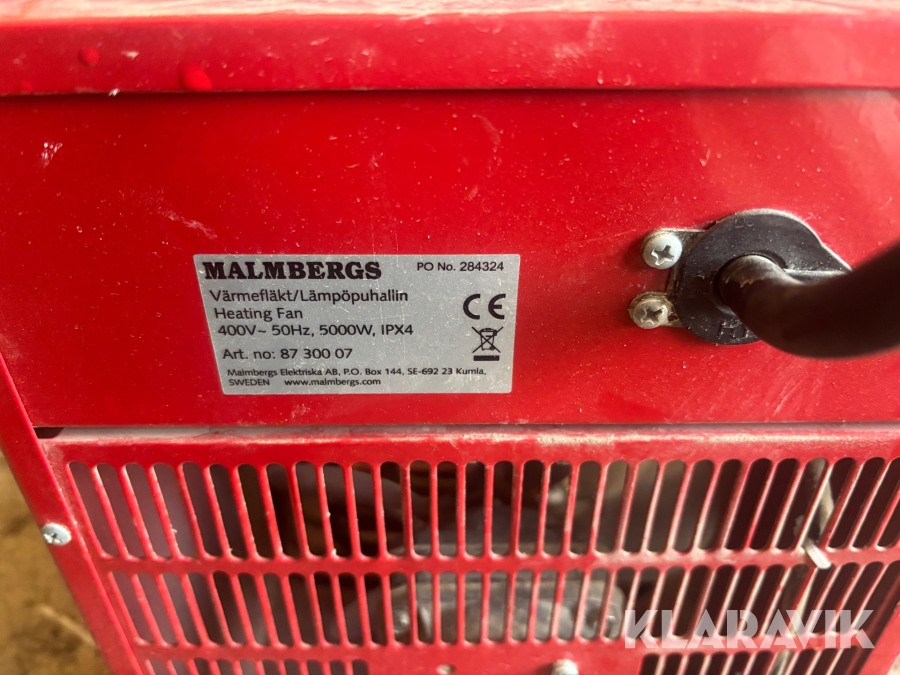 MALMBERGS PO No. 284324
Värmefläkt/Lämpöpuhallin
Heating Fan
400V~ 50Hz, 5000W, IPX4
Art. no: 87 300 07
Malmbergs Elektriska AB, P.O. Box 144, SE-692 23 Kumla,
SWEDEN www.malmbergs.com
KLARAVIK